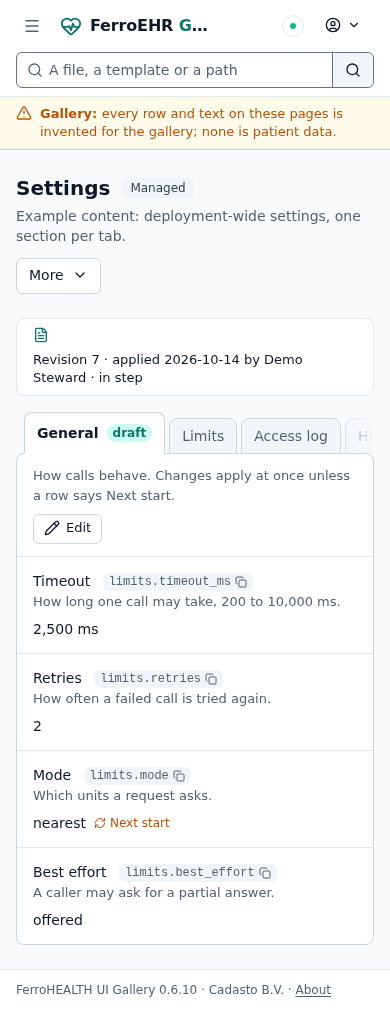 FerroEHR G...
A file, a template or a path
Gallery: every row and text on these pages is
invented for the gallery; none is patient data.
Settings Managed
Example content: deployment-wide settings, one
section per tab.
More
Revision 7 · applied 2026-10-14 by Demo
Steward · in step
General draft Limits Access log
How calls behave. Changes apply at once unless
a row says Next start.
Edit
Timeout limits.timeout_ms
How long one call may take, 200 to 10,000 ms.
2,500 ms
Retries limits.retries
How often a failed call is tried again.
2
Mode limits.mode
Which units a request asks.
nearest Next start
Best effort limits.best_effort
A caller may ask for a partial answer.
offered
FerroHEALTH UI Gallery 0.6.10 · Cadasto B.V. · About